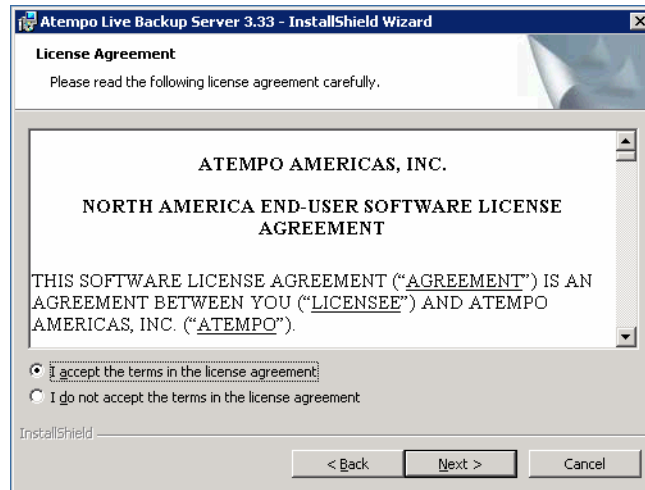 Atempo Live Backup Server 3.33 - InstallShield Wizard
License Agreement
Please read the following license agreement carefully.
ATEMPO AMERICAS, INC.
NORTH AMERICA END-USER SOFTWARE LICENSE
AGREEMENT
THIS SOFTWARE LICENSE AGREEMENT (“AGREEMENT”) IS AN
AGREEMENT BETWEEN YOU (“LICENSEE”) AND ATEMPO
AMERICAS, INC. (“ATEMPO”).
I accept the terms in the license agreement
I do not accept the terms in the license agreement
InstallShield
< Back Next > Cancel